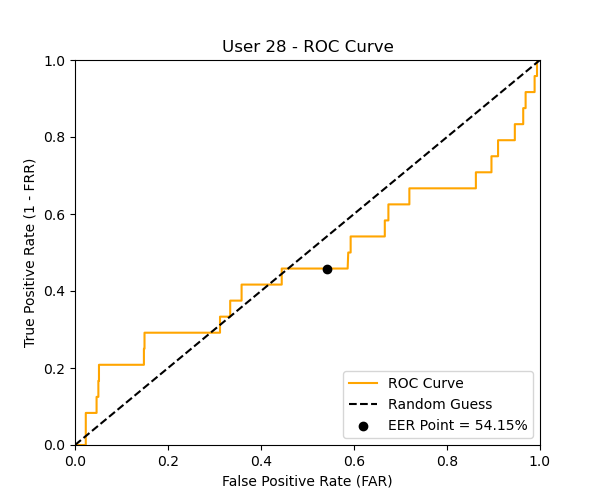 User 28 - ROC Curve
True Positive Rate (1 - FRR)
1.0
0.8
0.6
0.4
0.2
0.0
0.0 0.2 0.4 0.6 0.8 1.0
False Positive Rate (FAR)
ROC Curve
Random Guess
EER Point = 54.15%